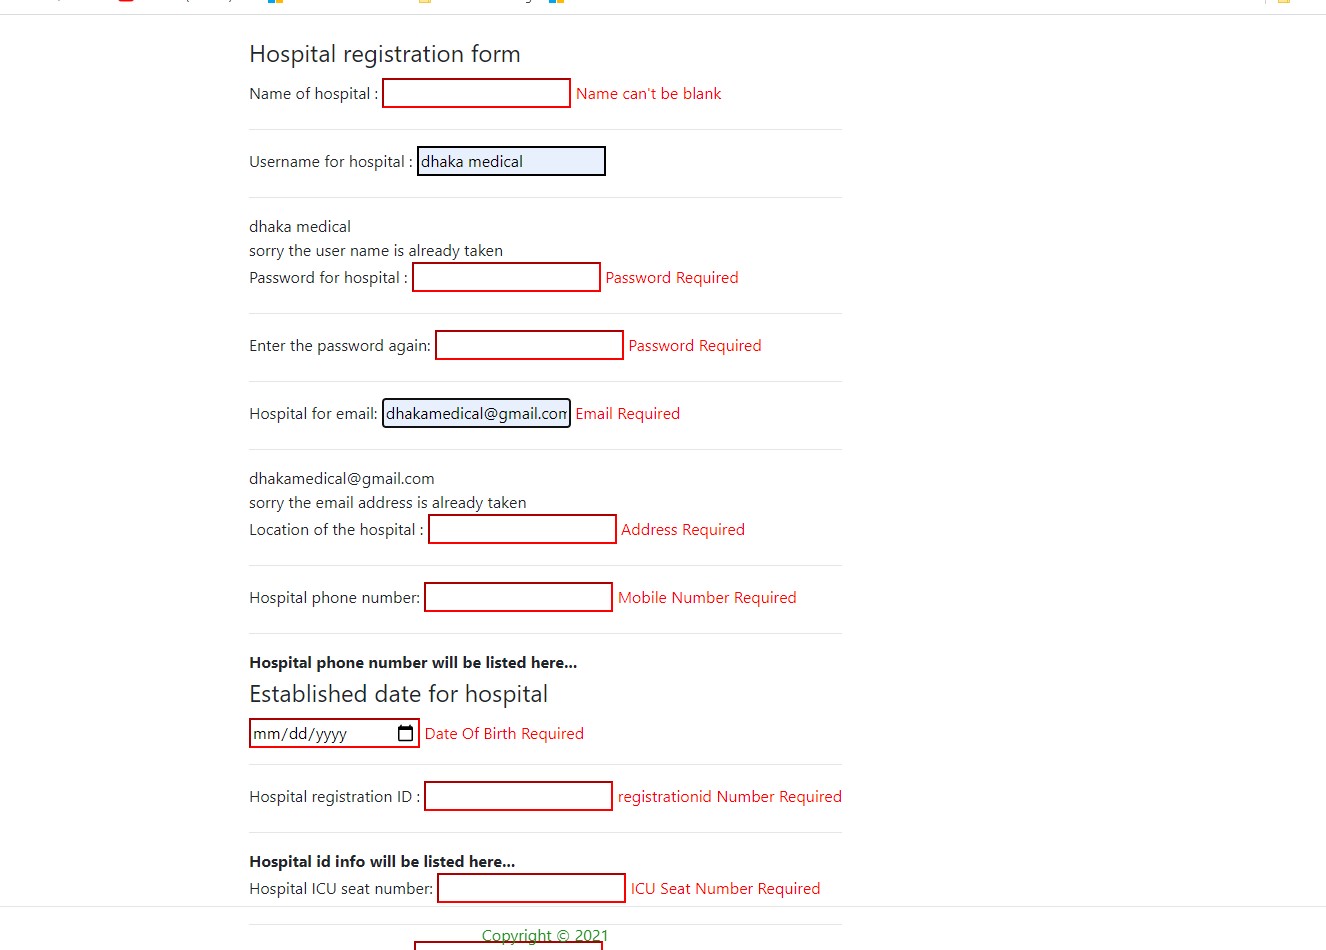 Hospital registration form
Name of hospital : Name can't be blank
Username for hospital : dhaka medical
dhaka medical
sorry the user name is already taken
Password for hospital : Password Required
Enter the password again: Password Required
Hospital for email: dhakamedical@gmail.com Email Required
dhakamedical@gmail.com
sorry the email address is already taken
Location of the hospital : Address Required
Hospital phone number: Mobile Number Required
Hospital phone number will be listed here...
Established date for hospital
mm/dd/yyyy Date Of Birth Required
Hospital registration ID : registrationid Number Required
Hospital id info will be listed here...
Hospital ICU seat number: ICU Seat Number Required
Copyright © 2021